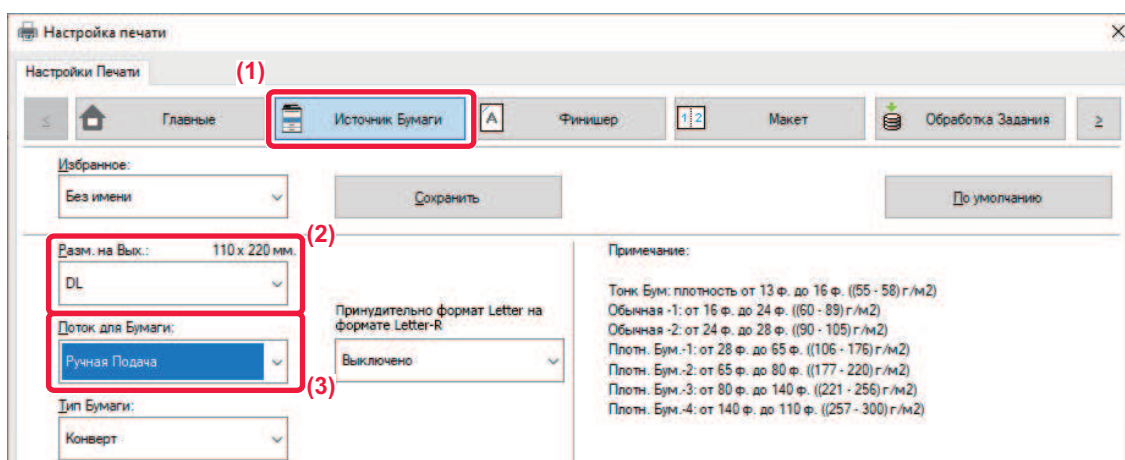 Настройка печати
Настройки Печати
(1)
≤ Главные Источник Бумаги A Финишер 1 2 Макет Обработка Задания ≥
Избранное:
Без имени Сохранить По умолчанию
(2)
Разм. на Вых.: 110 x 220 мм.
DL
Поток для Бумаги:
Ручная Подача
(3)
Тип Бумаги:
Конверт
Принудительно формат Letter на
формате Letter-R
Выключено
Примечание:
Тонк Бум: плотность от 13 ф. до 16 ф. ((55 - 58) г/м2)
Обычная -1: от 16 ф. до 24 ф. ((60 - 89) г/м2)
Обычная -2: от 24 ф. до 28 ф. ((90 - 105) г/м2)
Плотн. Бум.-1: от 28 ф. до 65 ф. ((106 - 176) г/м2)
Плотн. Бум.-2: от 65 ф. до 80 ф. ((177 - 220) г/м2)
Плотн. Бум.-3: от 80 ф. до 140 ф. ((221 - 256) г/м2)
Плотн. Бум.-4: от 140 ф. до 110 ф. ((257 - 300) г/м2)